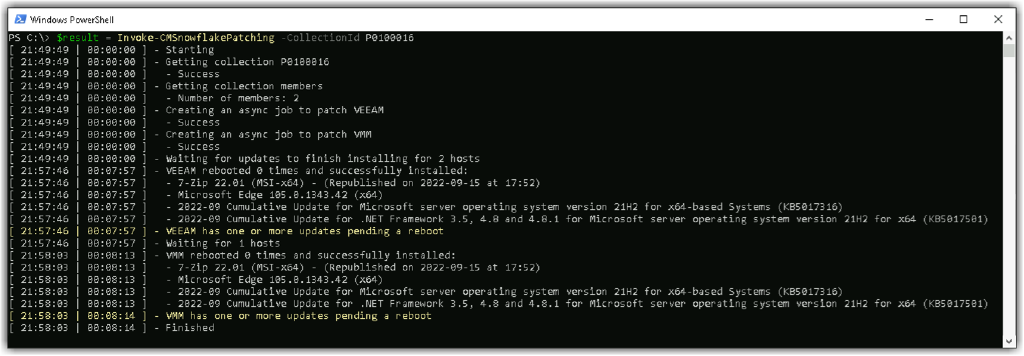 Windows PowerShell
PS C:\> $result = Invoke-CMSnowflakePatching -CollectionId P0100016
[ 21:49:49 | 00:00:00 ] - Starting
[ 21:49:49 | 00:00:00 ] - Getting collection P0100016
[ 21:49:49 | 00:00:00 ]   - Success
[ 21:49:49 | 00:00:00 ] - Getting collection members
[ 21:49:49 | 00:00:00 ]   - Number of members: 2
[ 21:49:49 | 00:00:00 ] - Creating an async job to patch VEEAM
[ 21:49:49 | 00:00:00 ]   - Success
[ 21:49:49 | 00:00:00 ] - Creating an async job to patch VMM
[ 21:49:49 | 00:00:00 ]   - Success
[ 21:49:49 | 00:00:00 ] - Waiting for updates to finish installing for 2 hosts
[ 21:57:46 | 00:07:57 ] - VEEAM rebooted 0 times and successfully installed:
[ 21:57:46 | 00:07:57 ]   - 7-Zip 22.01 (MSI-x64) - (Republished on 2022-09-15 at 17:52)
[ 21:57:46 | 00:07:57 ]   - Microsoft Edge 105.0.1343.42 (x64)
[ 21:57:46 | 00:07:57 ]   - 2022-09 Cumulative Update for Microsoft server operating system version 21H2 for x64-based Systems (KB5017316)
[ 21:57:46 | 00:07:57 ]   - 2022-09 Cumulative Update for .NET Framework 3.5, 4.8 and 4.8.1 for Microsoft server operating system version 21H2 for x64 (KB5017501)
[ 21:57:46 | 00:07:57 ] - VEEAM has one or more updates pending a reboot
[ 21:57:46 | 00:07:57 ] - Waiting for 1 hosts
[ 21:58:03 | 00:08:13 ] - VMM rebooted 0 times and successfully installed:
[ 21:58:03 | 00:08:13 ]   - 7-Zip 22.01 (MSI-x64) - (Republished on 2022-09-15 at 17:52)
[ 21:58:03 | 00:08:13 ]   - Microsoft Edge 105.0.1343.42 (x64)
[ 21:58:03 | 00:08:13 ]   - 2022-09 Cumulative Update for Microsoft server operating system version 21H2 for x64-based Systems (KB5017316)
[ 21:58:03 | 00:08:13 ]   - 2022-09 Cumulative Update for .NET Framework 3.5, 4.8 and 4.8.1 for Microsoft server operating system version 21H2 for x64 (KB5017501)
[ 21:58:03 | 00:08:14 ] - VMM has one or more updates pending a reboot
[ 21:58:03 | 00:08:14 ] - Finished